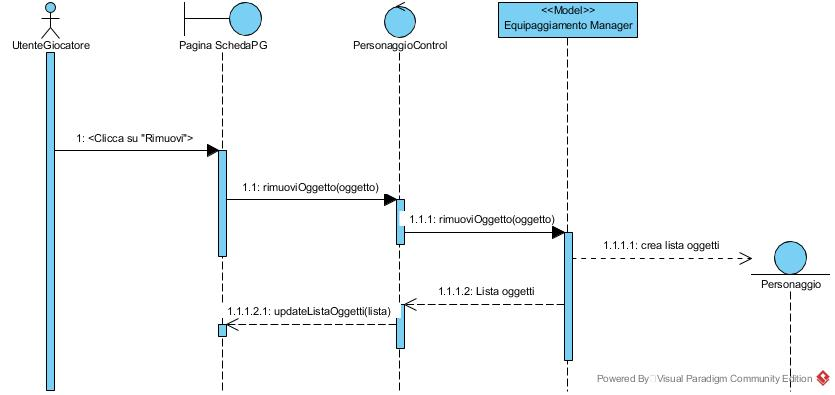 <<Model>>
UtenteGiocatore
Pagina SchedaPG
PersonaggioControl
Equipaggiamento Manager
1: <Clicca su "Rimuovi">
1.1: rimuoviOggetto(oggetto)
1.1.1: rimuoviOggetto(oggetto)
1.1.1.1: crea lista oggetti
Personaggio
1.1.1.2: Lista oggetti
1.1.1.2.1: updateListaOggetti(lista)
Powered By Visual Paradigm Community Edition